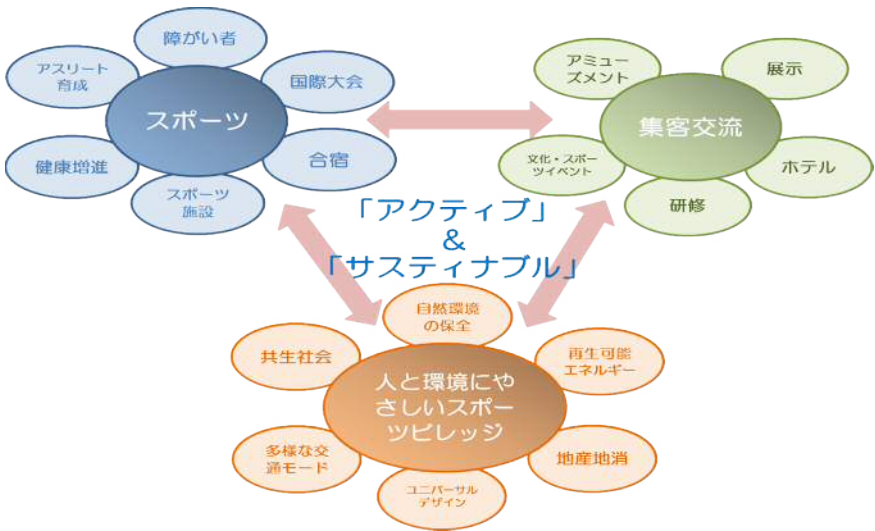 障がい者
アスリート
育成
国際大会
スポーツ
健康増進
合宿
スポーツ
施設
アミュー
ズメント
展示
集客交流
文化・スポー
ツイベント
ホテル
研修
「アクティブ」
&
「サスティナブル」
自然環境
の保全
共生社会
再生可能
エネルギー
人と環境にや
さしいスポー
ツビレッジ
多様な交
通モード
地産地消
ユニバーサル
デザイン